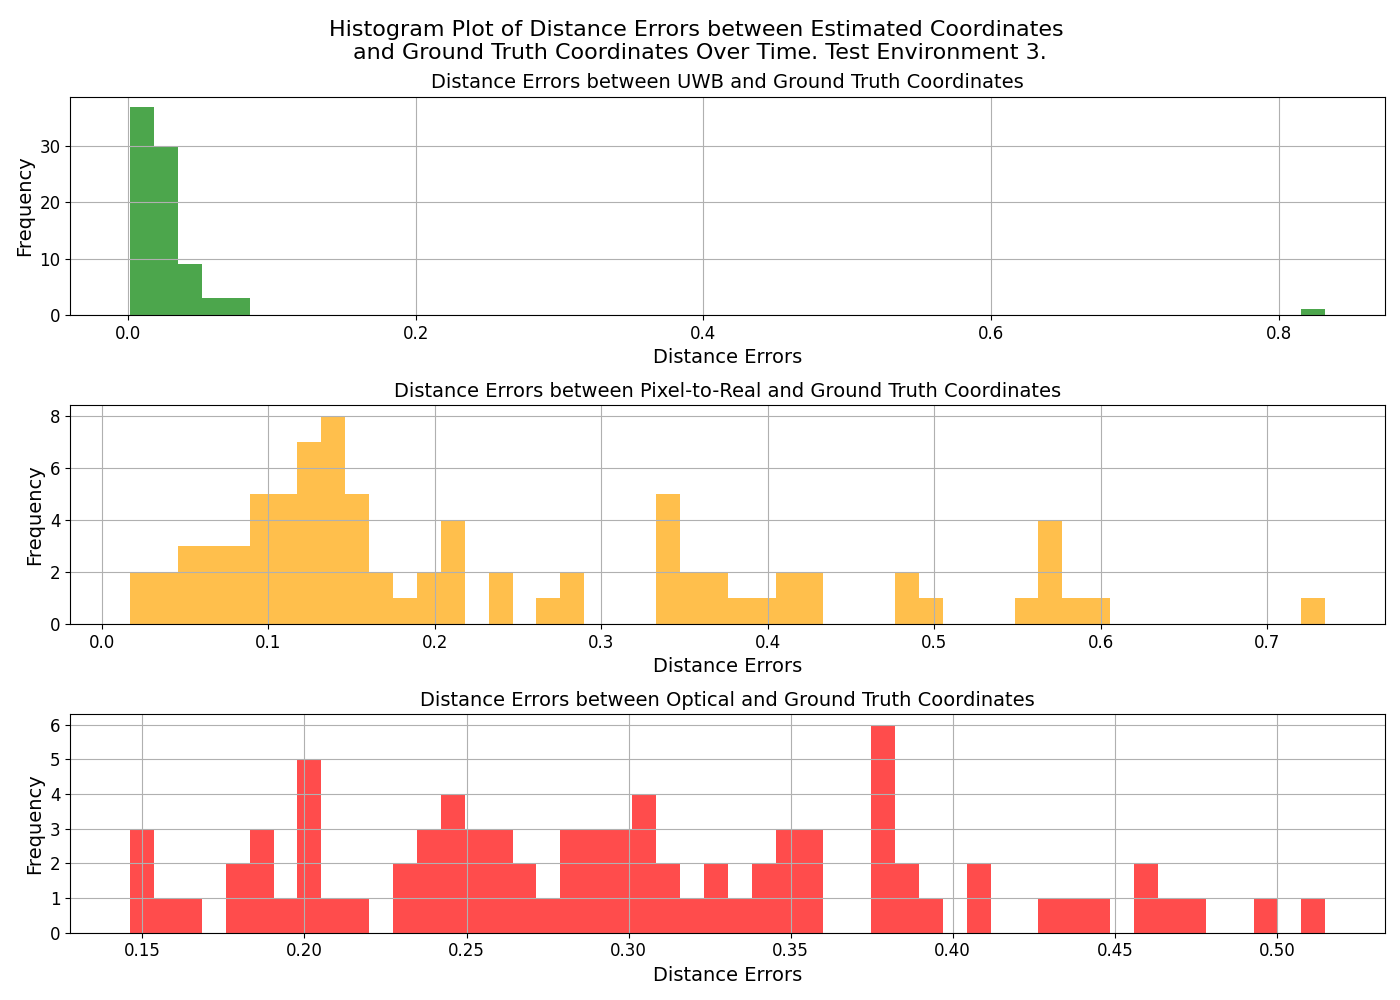 Histogram Plot of Distance Errors between Estimated Coordinates
and Ground Truth Coordinates Over Time. Test Environment 3.
Distance Errors between UWB and Ground Truth Coordinates
Frequency
30
20
10
0
0.0 0.2 0.4 0.6 0.8
Distance Errors
Distance Errors between Pixel-to-Real and Ground Truth Coordinates
Frequency
8
6
4
2
0
0.0 0.1 0.2 0.3 0.4 0.5 0.6 0.7
Distance Errors
Distance Errors between Optical and Ground Truth Coordinates
Frequency
6
5
4
3
2
1
0
0.15 0.20 0.25 0.30 0.35 0.40 0.45 0.50
Distance Errors